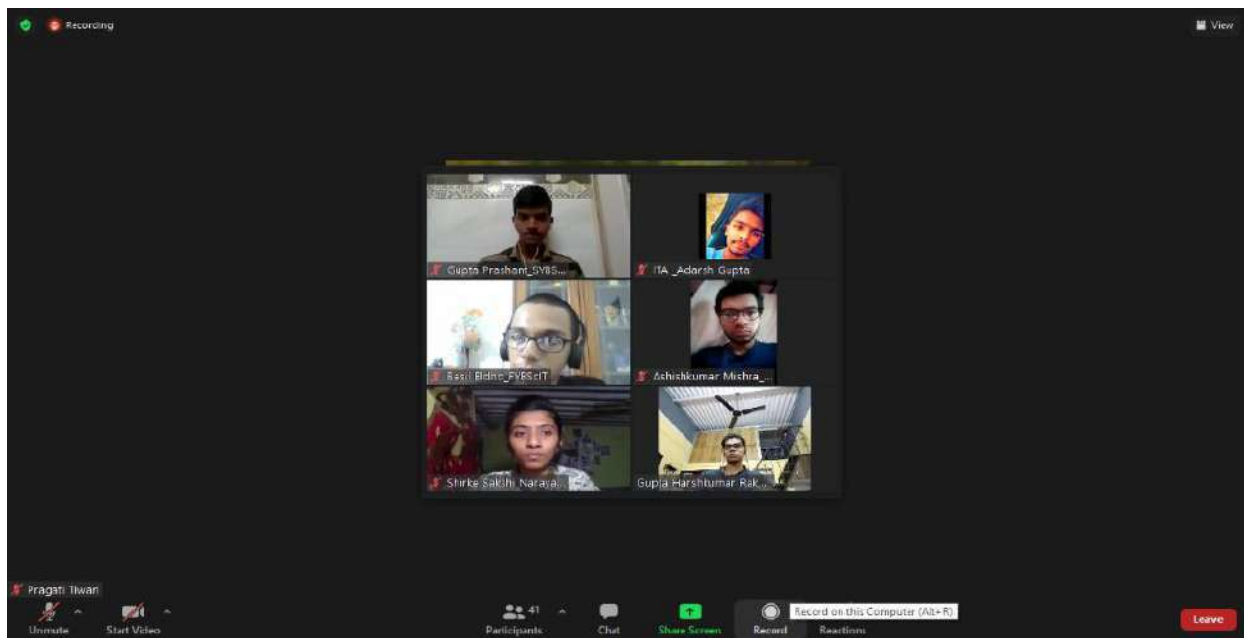 Recording
View
Gupta Prashant_SYBS...
ITA _Adarsh Gupta
Basil Eldho_FYBScIT
Ashishkumar Mishra_...
Shirke Sakshi Naraya...
Gupta Harshkumar Rak...
Pragati Tiwari
Unmute
Start Video
41
Participants
Chat
Share Screen
Record
Record on this Computer (Alt+R)
Reactions
Leave